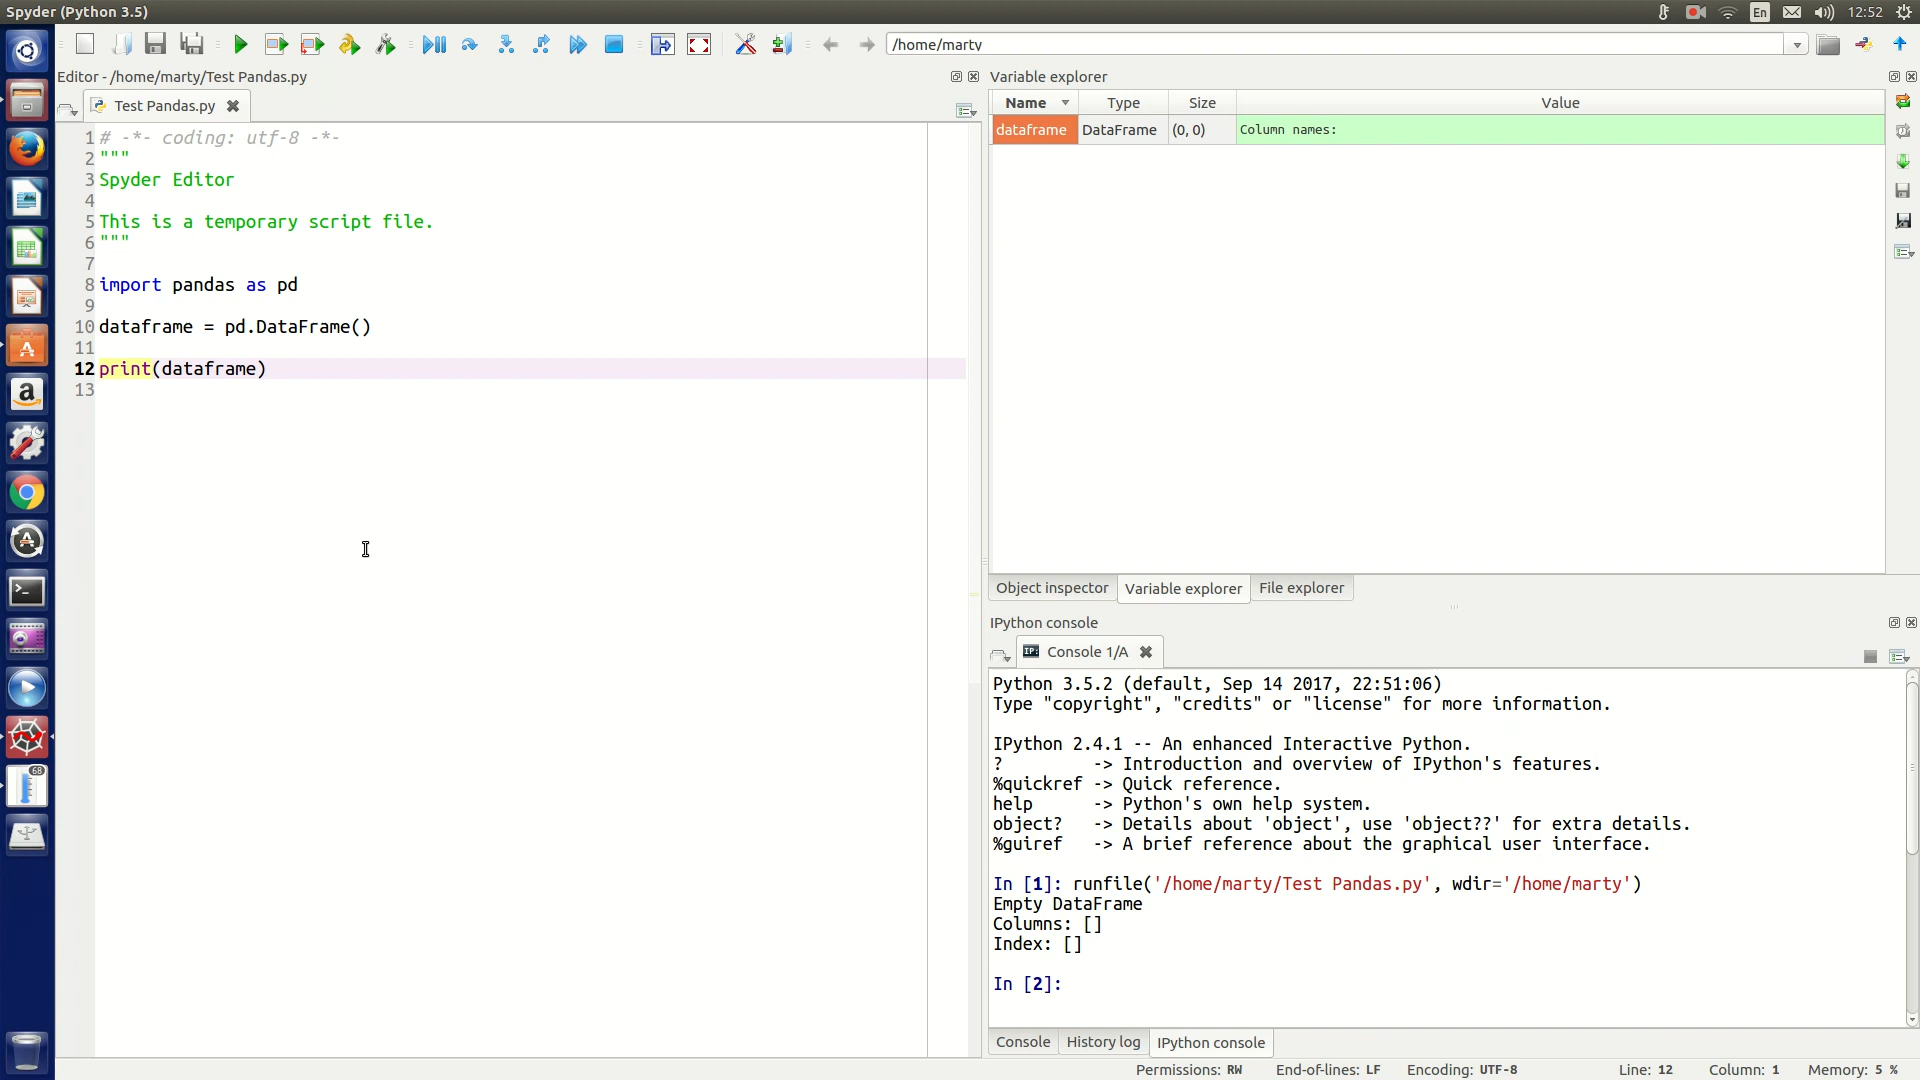 Spyder (Python 3.5)
En
12:52
/home/marty
Editor - /home/marty/Test Pandas.py
Test Pandas.py
1 # -*- coding: utf-8 -*-
2 """
3 Spyder Editor
4
5 This is a temporary script file.
6 """
7
8 import pandas as pd
9
10 dataframe = pd.DataFrame()
11
12 print(dataframe)
13
Variable explorer
Name Type Size Value
dataframe DataFrame (0, 0) Column names:
Object inspector Variable explorer File explorer
IPython console
IP: Console 1/A
Python 3.5.2 (default, Sep 14 2017, 22:51:06)
Type "copyright", "credits" or "license" for more information.
IPython 2.4.1 -- An enhanced Interactive Python.
? -> Introduction and overview of IPython's features.
%quickref -> Quick reference.
help -> Python's own help system.
object? -> Details about 'object', use 'object??' for extra details.
%guiref -> A brief reference about the graphical user interface.
In [1]: runfile('/home/marty/Test Pandas.py', wdir='/home/marty')
Empty DataFrame
Columns: []
Index: []
In [2]:
Console History log IPython console
Permissions: RW End-of-lines: LF Encoding: UTF-8 Line: 12 Column: 1 Memory: 5 %
68